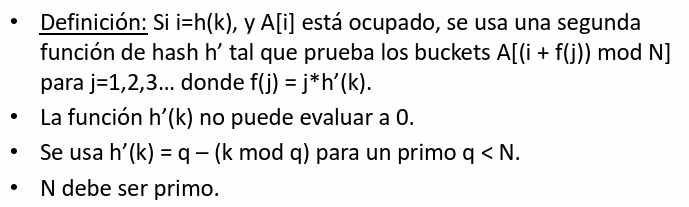 • Definición: Si i=h(k), y A[i] está ocupado, se usa una segunda
función de hash h’ tal que prueba los buckets A[(i + f(j)) mod N]
para j=1,2,3... donde f(j) = j*h’(k).
• La función h’(k) no puede evaluar a 0.
• Se usa h’(k) = q – (k mod q) para un primo q < N.
• N debe ser primo.